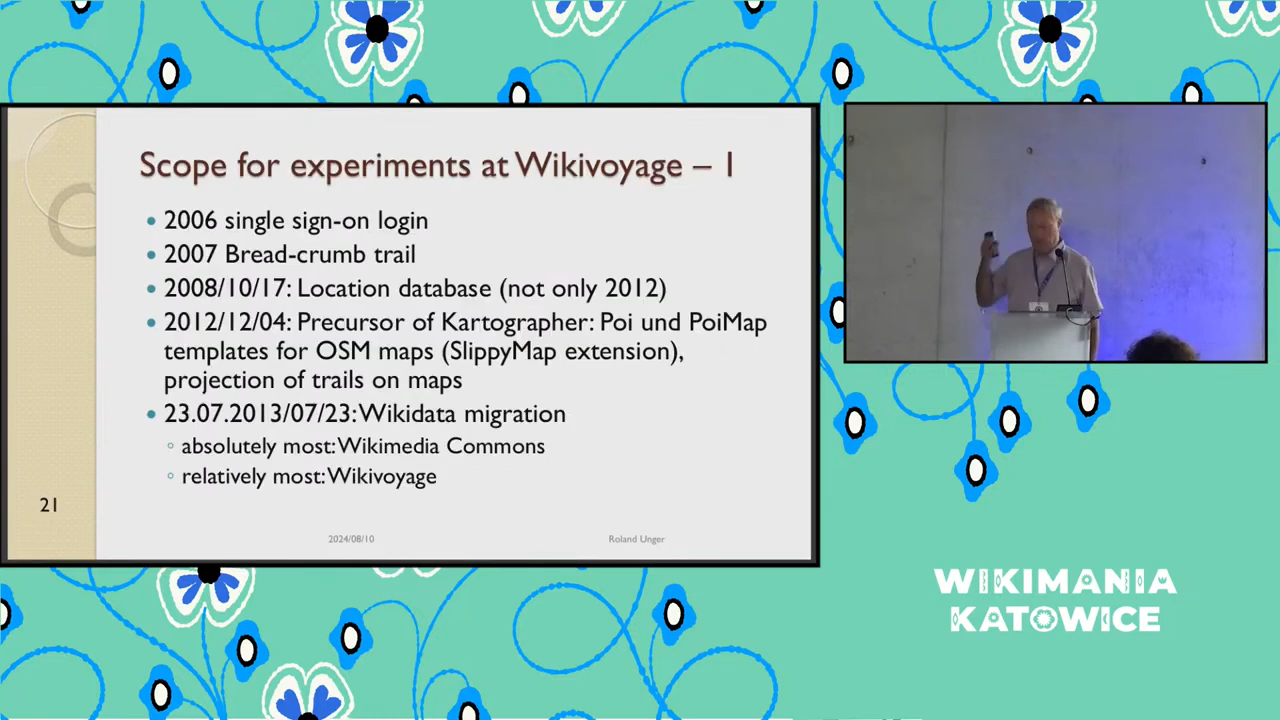 Scope for experiments at Wikivoyage – 1
• 2006 single sign-on login
• 2007 Bread-crumb trail
• 2008/10/17: Location database (not only 2012)
• 2012/12/04: Precursor of Kartographer: Poi und PoiMap
templates for OSM maps (SlippyMap extension),
projection of trails on maps
• 23.07.2013/07/23: Wikidata migration
◦ absolutely most: Wikimedia Commons
◦ relatively most: Wikivoyage
21
2024/08/10
Roland Unger
WIKIMANIA
KATOWICE